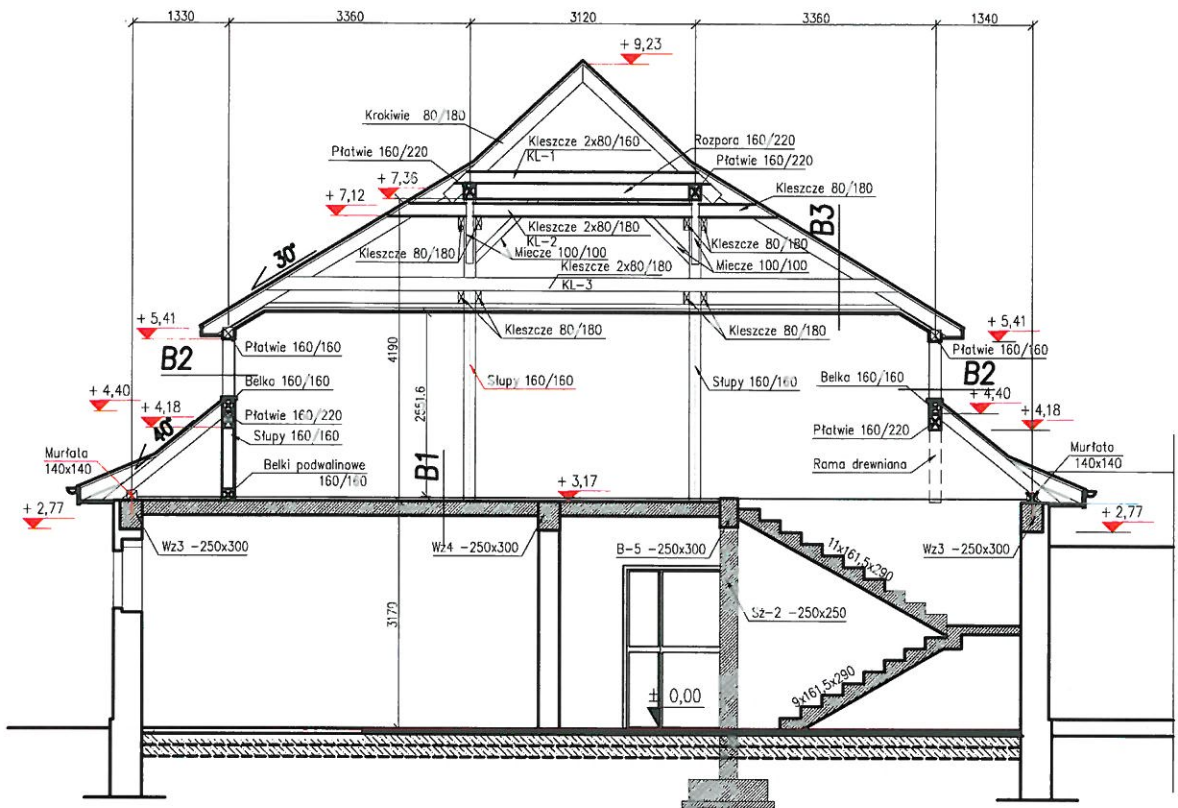 1330 3360 3120 3360 1340
+ 9,23
Krokiwie 80/180
Kleszcze 2x80/160
KL-1
Rozpora 160/220
Płatwie 160/220
Płatwie 160/220
+ 7,36
+ 7,12
Kleszcze 80/180
B3
Kleszcze 2x80/180
KL-2
Kleszcze 80/180
Miecze 100/100
Kleszcze 80/180
Miecze 100/100
30°
Kleszcze 2x80/180
KL-3
Kleszcze 80/180
Kleszcze 80/180
+ 5,41
+ 5,41
Płatwie 160/160
Płatwie 160/160
4190
B2
B2
Słupy 160/160
Słupy 160/160
Belka 160/160
Belka 160/160
+ 4,40
+ 4,40
+ 4,18
+ 4,18
2551.6
Płatwie 160/220
Słupy 160/160
Płatwie 160/220
40°
Murłata
140x140
Murłata
140x140
Belki podwalinowe
160/160
B1
Rama drewniana
+ 3,17
+ 2,77
+ 2,77
Wz3 -250x300
Wz4 -250x300
B-5 -250x300
Wz3 -250x300
11x161,5x290
3170
Sż-2 -250x250
9x161,5x290
± 0,00